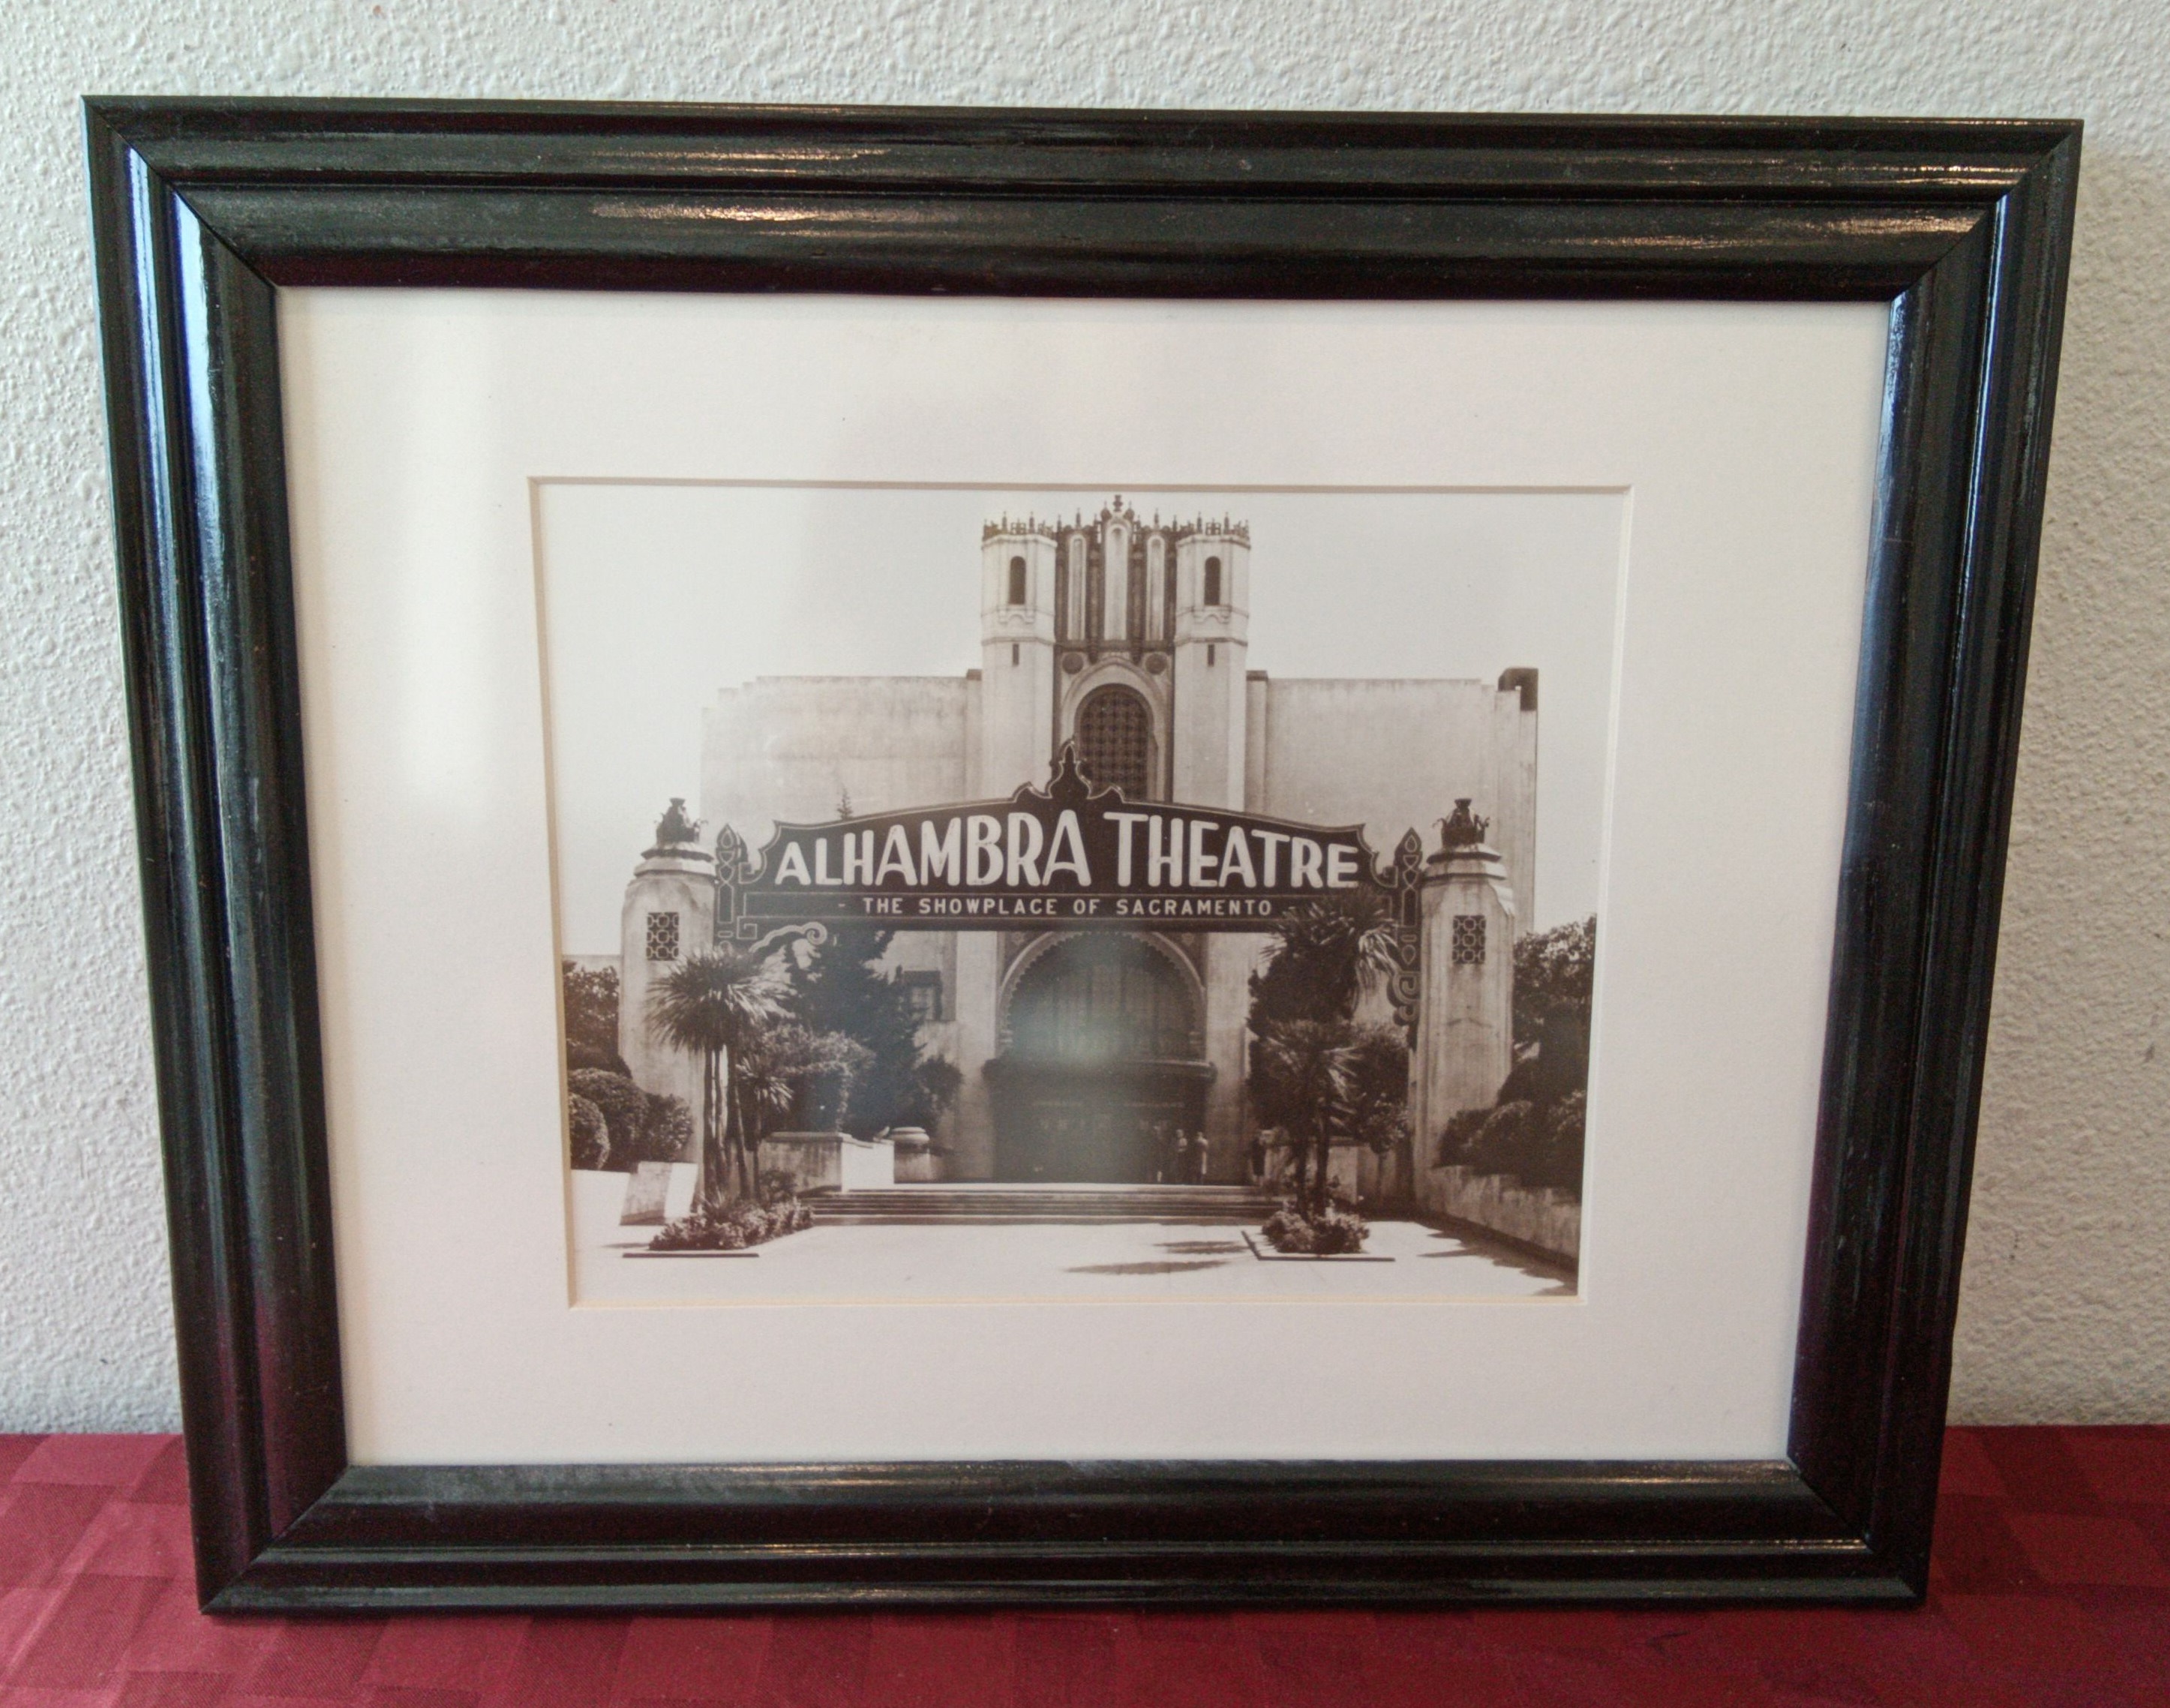 ALHAMBRA THEATRE
- THE SHOWPLACE OF SACRAMENTO